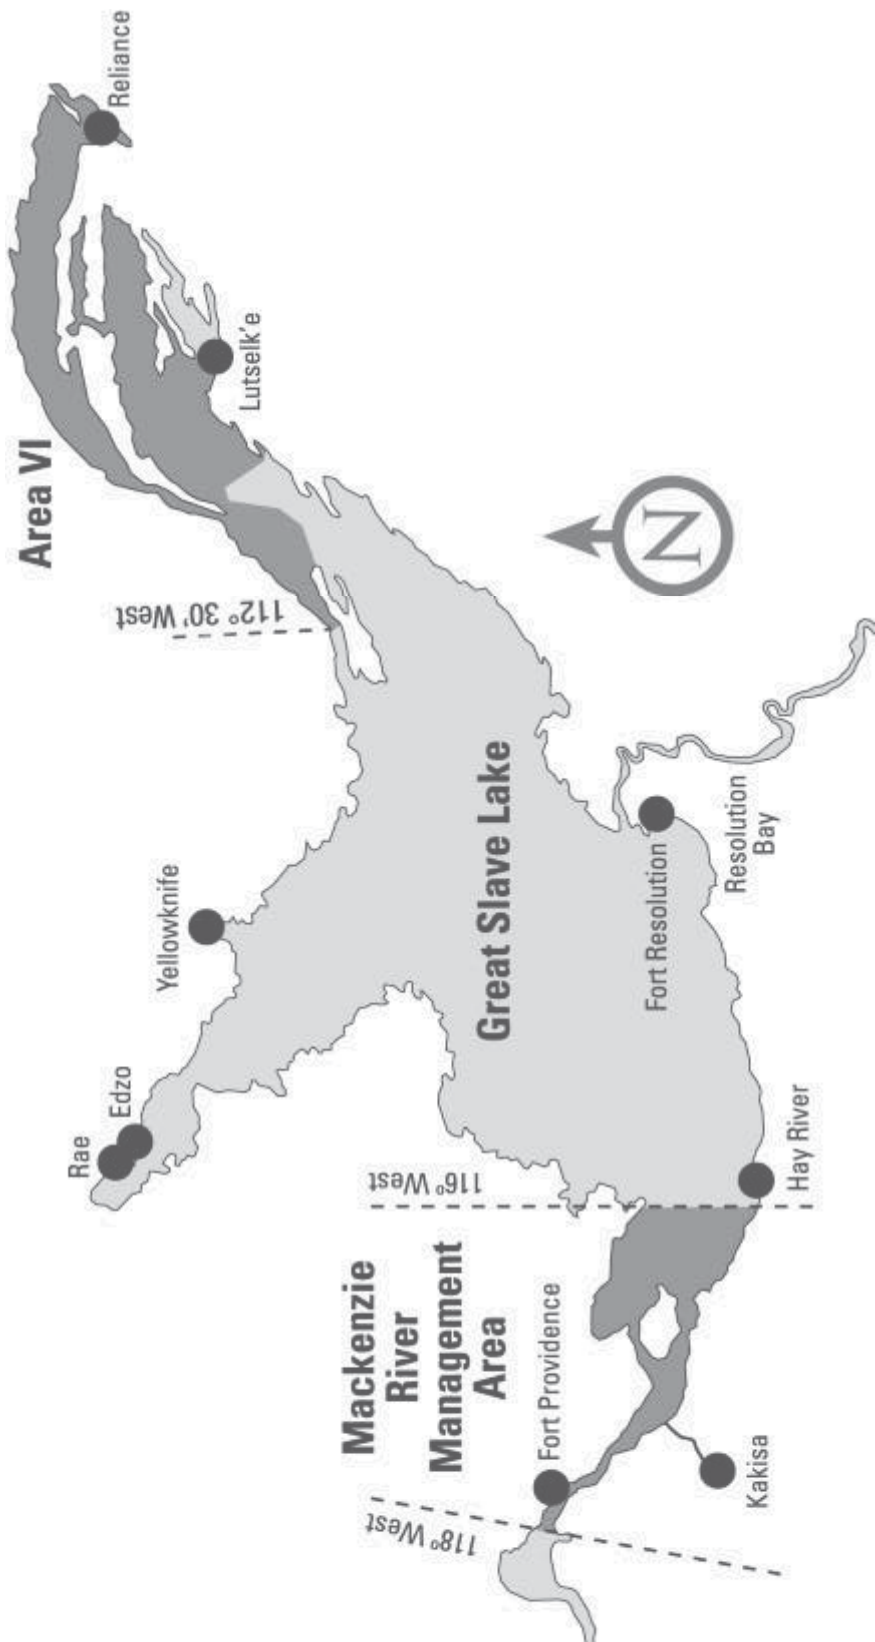 Reliance
Area VI
Lutselk'e
112° 30' West
N
Yellowknife
Great Slave Lake
Resolution
Bay
Fort Resolution
Rae
Edzo
116° West
Hay River
Mackenzie
River
Management
Area
Fort Providence
118° West
Kakisa